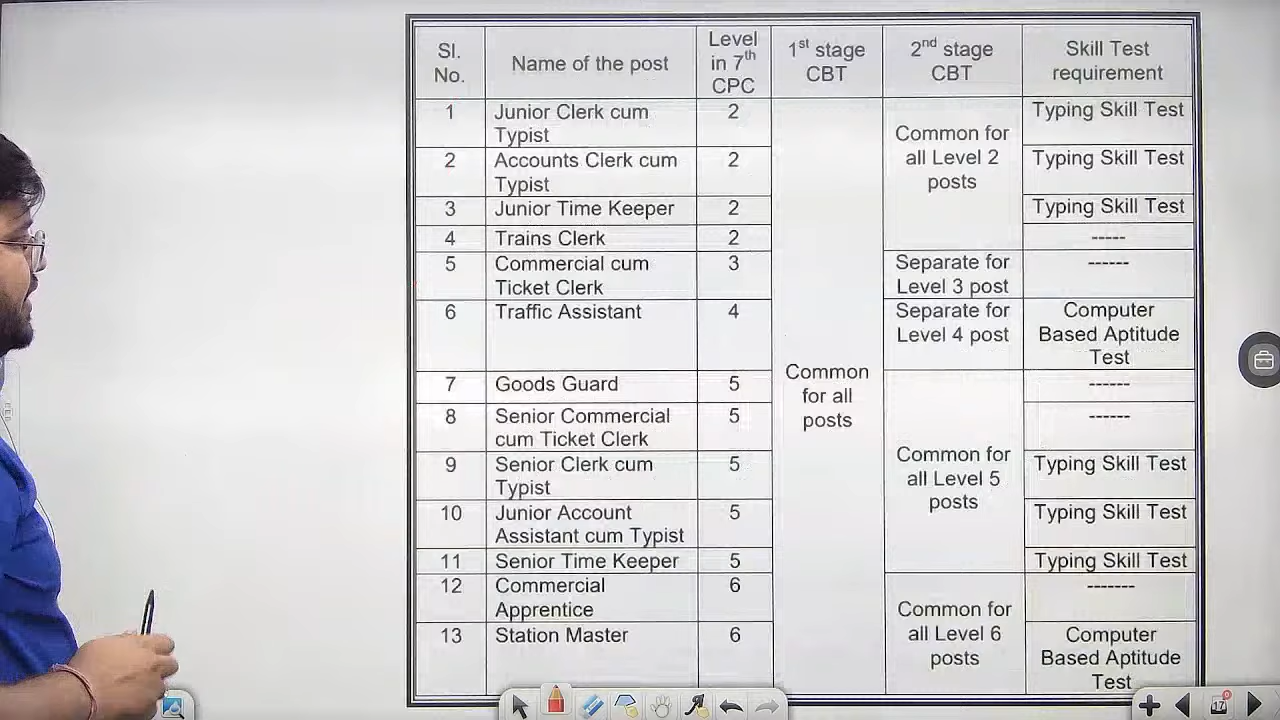 Sl. No.
Name of the post
Level in 7th CPC
1st stage CBT
2nd stage CBT
Skill Test requirement
1
Junior Clerk cum Typist
2
Common for all Level 2 posts
Typing Skill Test
2
Accounts Clerk cum Typist
2
Typing Skill Test
3
Junior Time Keeper
2
Typing Skill Test
4
Trains Clerk
2
-----
5
Commercial cum Ticket Clerk
3
Separate for Level 3 post
------
6
Traffic Assistant
4
Separate for Level 4 post
Computer Based Aptitude Test
Common for all posts
7
Goods Guard
5
------
8
Senior Commercial cum Ticket Clerk
5
------
Common for all Level 5 posts
9
Senior Clerk cum Typist
5
Typing Skill Test
10
Junior Account Assistant cum Typist
5
Typing Skill Test
11
Senior Time Keeper
5
Typing Skill Test
12
Commercial Apprentice
6
Common for all Level 6 posts
-------
13
Station Master
6
Computer Based Aptitude Test
17
0